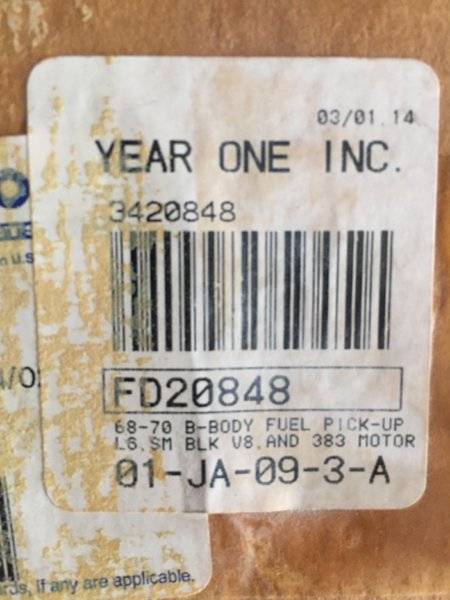 03/01.14
YEAR ONE INC.
3420848
FD20848
68-70 B-BODY FUEL PICK-UP
L6,SM BLK V8,AND 383 MOTOR
01-JA-09-3-A
n U.S
if any are applicable.